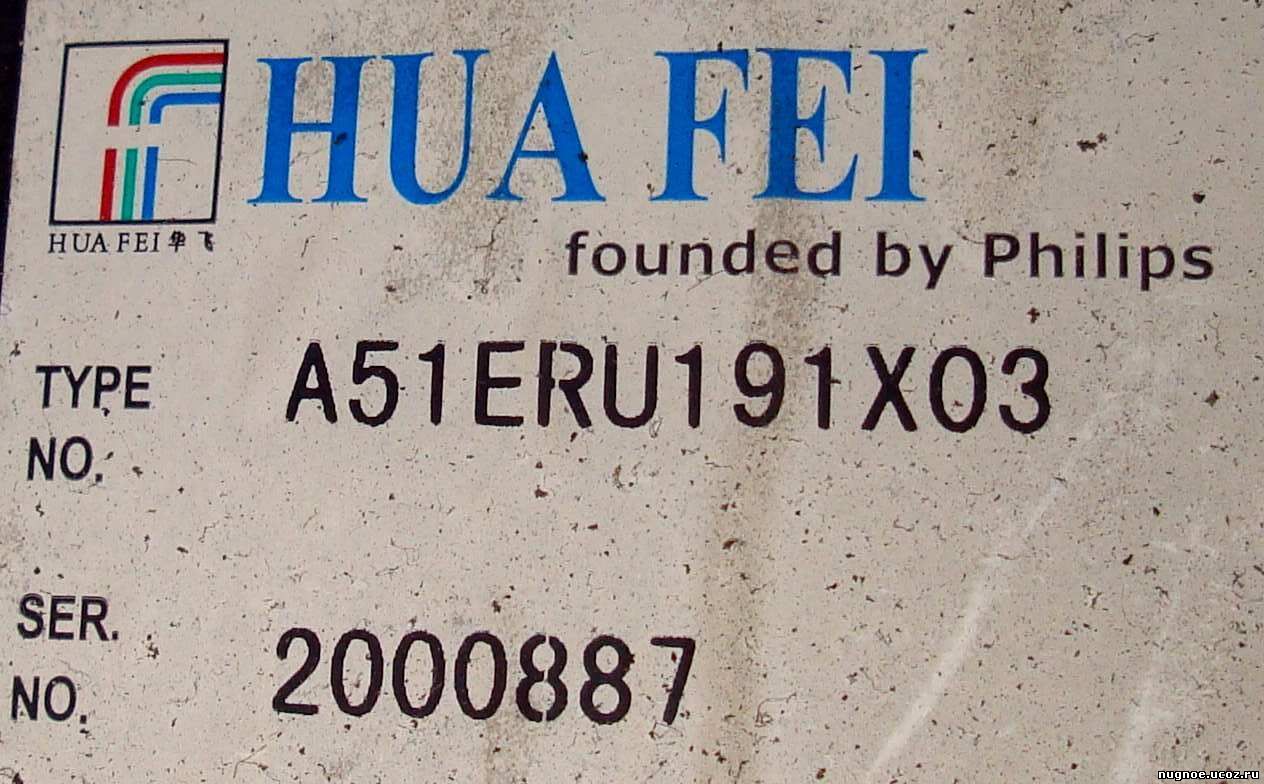 HUA FEI
HUA FEI 华飞
founded by Philips
TYPE NO. A51ERU191X03
SER. NO. 2000887
nugnoe.ucoz.ru